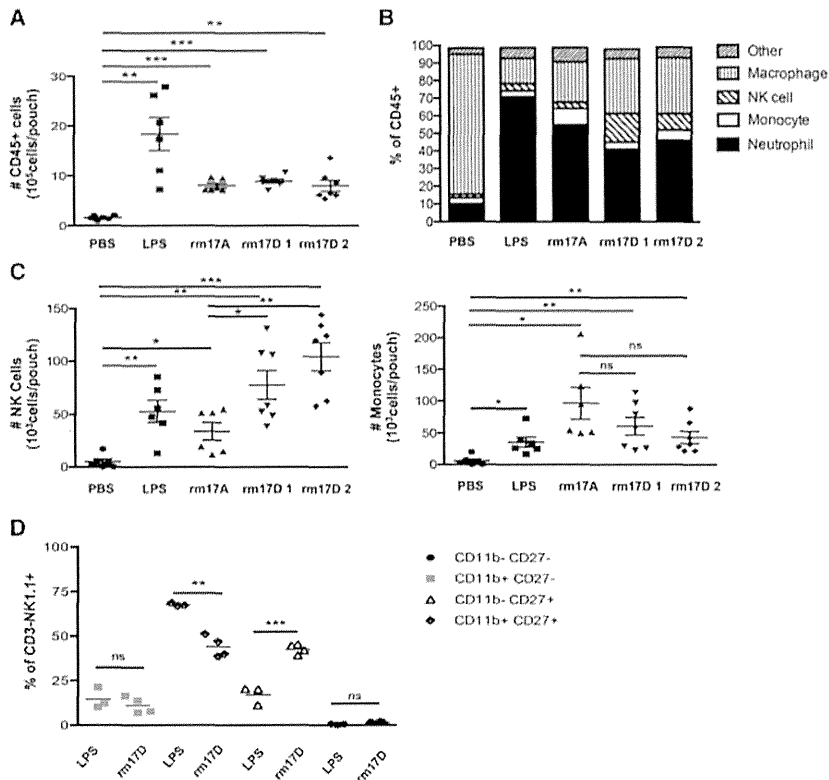 A
**
***
***
**
# CD45+ cells
(10⁵cells/pouch)
30
20
10
0
PBS LPS rm17A rm17D 1 rm17D 2
B
% of CD45+
100
90
80
70
60
50
40
30
20
10
0
PBS LPS rm17A rm17D 1 rm17D 2
Other
Macrophage
NK cell
Monocyte
Neutrophil
C
***
**
**
*
*
**
# NK Cells
(10³cells/pouch)
150
100
50
0
PBS LPS rm17A rm17D 1 rm17D 2
**
**
*
ns
ns
*
# Monocytes
(10³cells/pouch)
250
200
150
100
50
0
PBS LPS rm17A rm17D 1 rm17D 2
D
% of CD3-NK1.1+
100
75
50
25
0
ns
**
***
ns
LPS
rm17D
LPS
rm17D
LPS
rm17D
LPS
rm17D
CD11b- CD27-
CD11b+ CD27-
CD11b- CD27+
CD11b+ CD27+